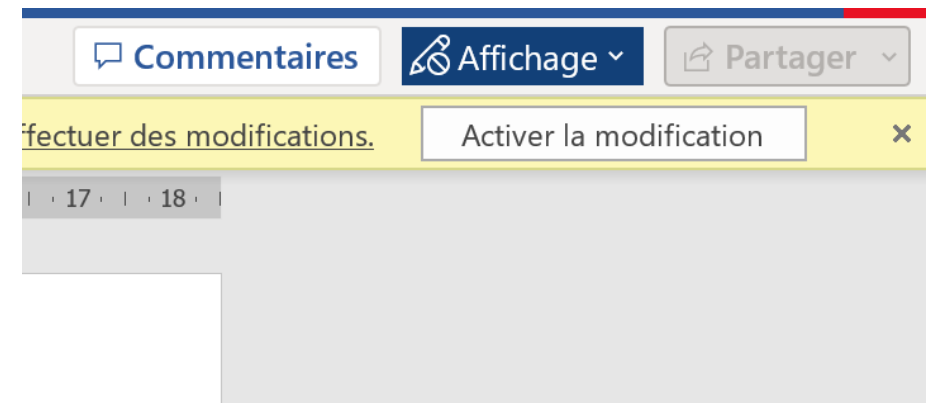 Commentaires Affichage Partager
ffectuer des modifications. Activer la modification
17 18